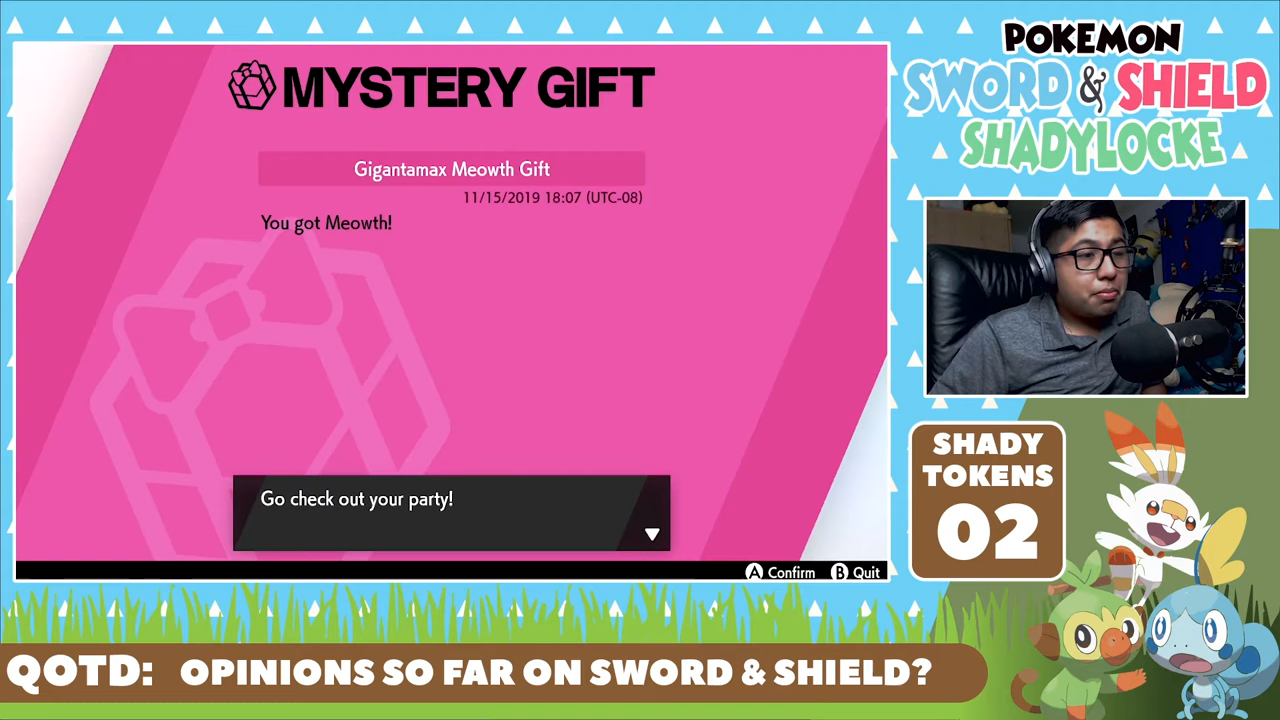 MYSTERY GIFT
Gigantamax Meowth Gift
11/15/2019 18:07 (UTC-08)
You got Meowth!
Go check out your party!
A Confirm B Quit
POKEMON
SWORD & SHIELD
SHADYLOCKE
SHADY
TOKENS
02
QOTD: OPINIONS SO FAR ON SWORD & SHIELD?